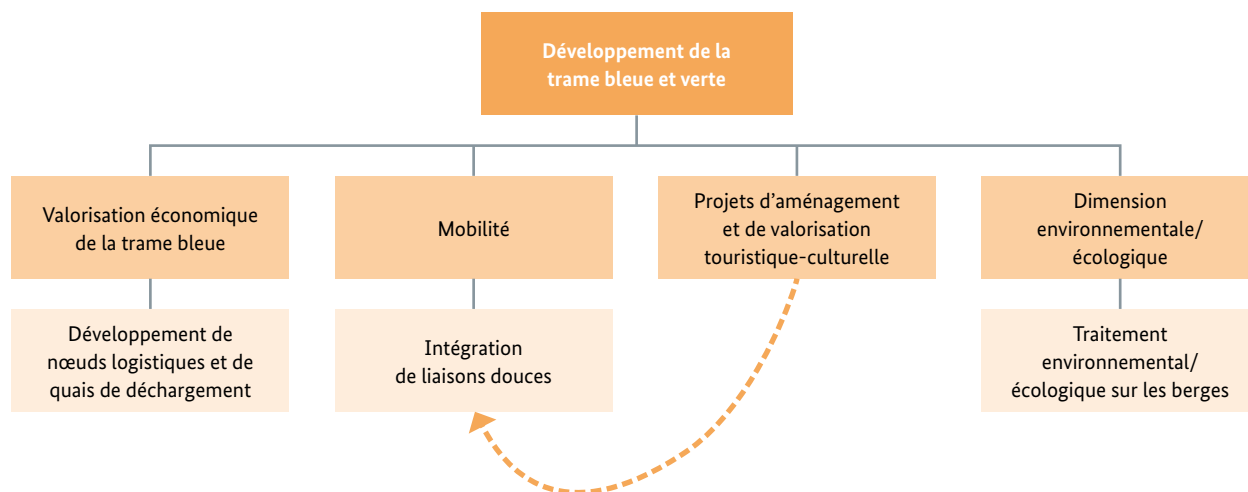 Développement de la
trame bleue et verte
Valorisation économique
de la trame bleue
Mobilité
Projets d’aménagement
et de valorisation
touristique-culturelle
Dimension
environnementale/
écologique
Développement de
nœuds logistiques et de
quais de déchargement
Intégration
de liaisons douces
Traitement
environnemental/
écologique sur les berges